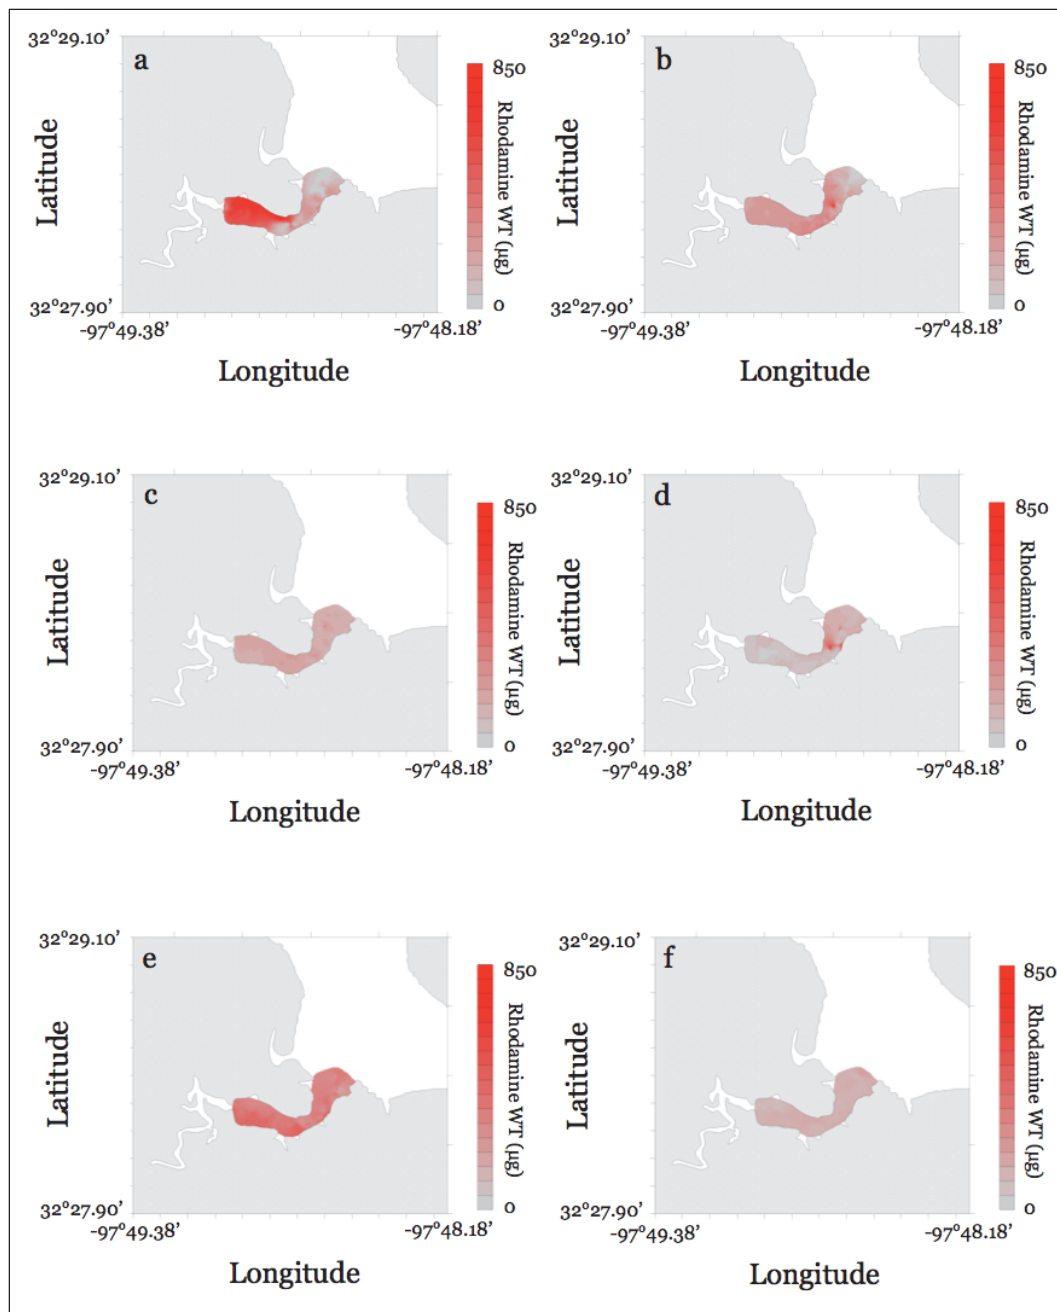 32°29.10'
a
850
Rhodamine WT (µg)
0
Latitude
32°27.90'
-97°49.38'
-97°48.18'
Longitude
32°29.10'
b
850
Rhodamine WT (µg)
0
Latitude
32°27.90'
-97°49.38'
-97°48.18'
Longitude
32°29.10'
c
850
Rhodamine WT (µg)
0
Latitude
32°27.90'
-97°49.38'
-97°48.18'
Longitude
32°29.10'
d
850
Rhodamine WT (µg)
0
Latitude
32°27.90'
-97°49.38'
-97°48.18'
Longitude
32°29.10'
e
850
Rhodamine WT (µg)
0
Latitude
32°27.90'
-97°49.38'
-97°48.18'
Longitude
32°29.10'
f
850
Rhodamine WT (µg)
0
Latitude
32°27.90'
-97°49.38'
-97°48.18'
Longitude